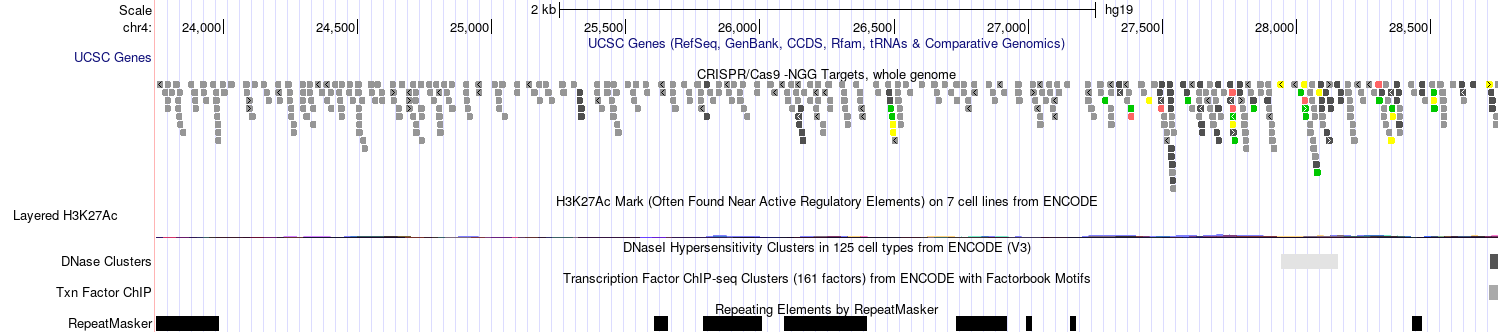 Scale 2 kb hg19
chr4: 24,000 24,500 25,000 25,500 26,000 26,500 27,000 27,500 28,000 28,500
UCSC Genes (RefSeq, GenBank, CCDS, Rfam, tRNAs & Comparative Genomics)
UCSC Genes
CRISPR/Cas9 -NGG Targets, whole genome
H3K27Ac Mark (Often Found Near Active Regulatory Elements) on 7 cell lines from ENCODE
Layered H3K27Ac
DNaseI Hypersensitivity Clusters in 125 cell types from ENCODE (V3)
DNase Clusters
Transcription Factor ChIP-seq Clusters (161 factors) from ENCODE with Factorbook Motifs
Txn Factor ChIP
Repeating Elements by RepeatMasker
RepeatMasker